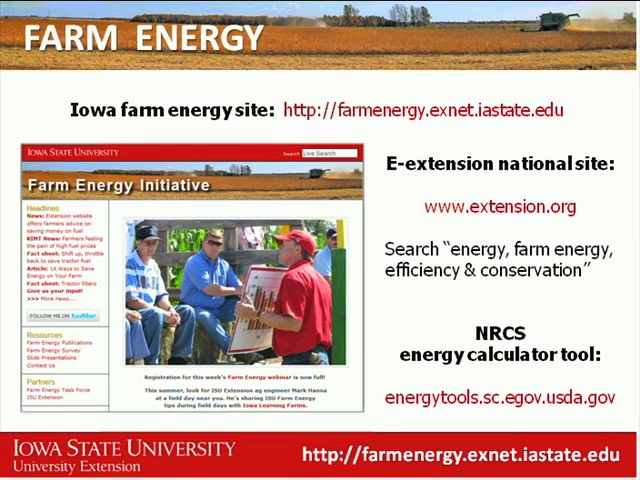 FARM ENERGY
Iowa farm energy site: http://farmenergy.exnet.iastate.edu
IOWA STATE UNIVERSITY
Search Live Search
Farm Energy Initiative
Headlines
News: Extension website
offers farmers advice on
saving money on fuel
KIMT News: Farmers feeling
the pain of high fuel prices
Fact sheet: Shift up, throttle
back to save tractor fuel
Article: 14 Ways to Save
Energy on Your Farm
Fact sheet: Tractor filters
Give us your input!
>>> More news...
FOLLOW ME ON twitter
Resources
Farm Energy Publications
Farm Energy Survey
Slide Presentations
Contact Us
Partners
Farm Energy Task Force
ISU Extension
Registration for this week's Farm Energy webinar is now full!
This summer, look for ISU Extension ag engineer Mark Hanna
at a field day near you. He's sharing ISU Farm Energy
tips during field days with Iowa Learning Farms.
E-extension national site:
www.extension.org
Search “energy, farm energy,
efficiency & conservation”
NRCS
energy calculator tool:
energytools.sc.egov.usda.gov
IOWA STATE UNIVERSITY
University Extension
http://farmenergy.exnet.iastate.edu